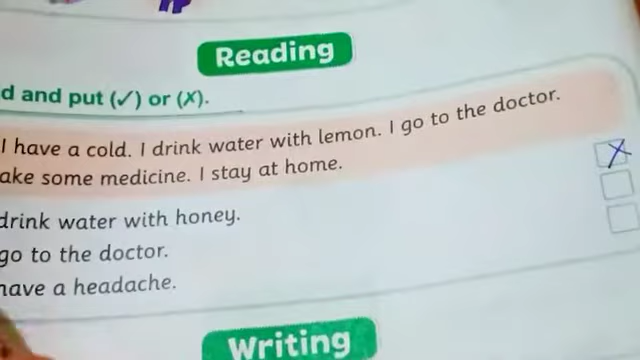 Reading
d and put (✓) or (✗).
I have a cold. I drink water with lemon. I go to the doctor.
ake some medicine. I stay at home.
drink water with honey.
go to the doctor.
have a headache.
Writing